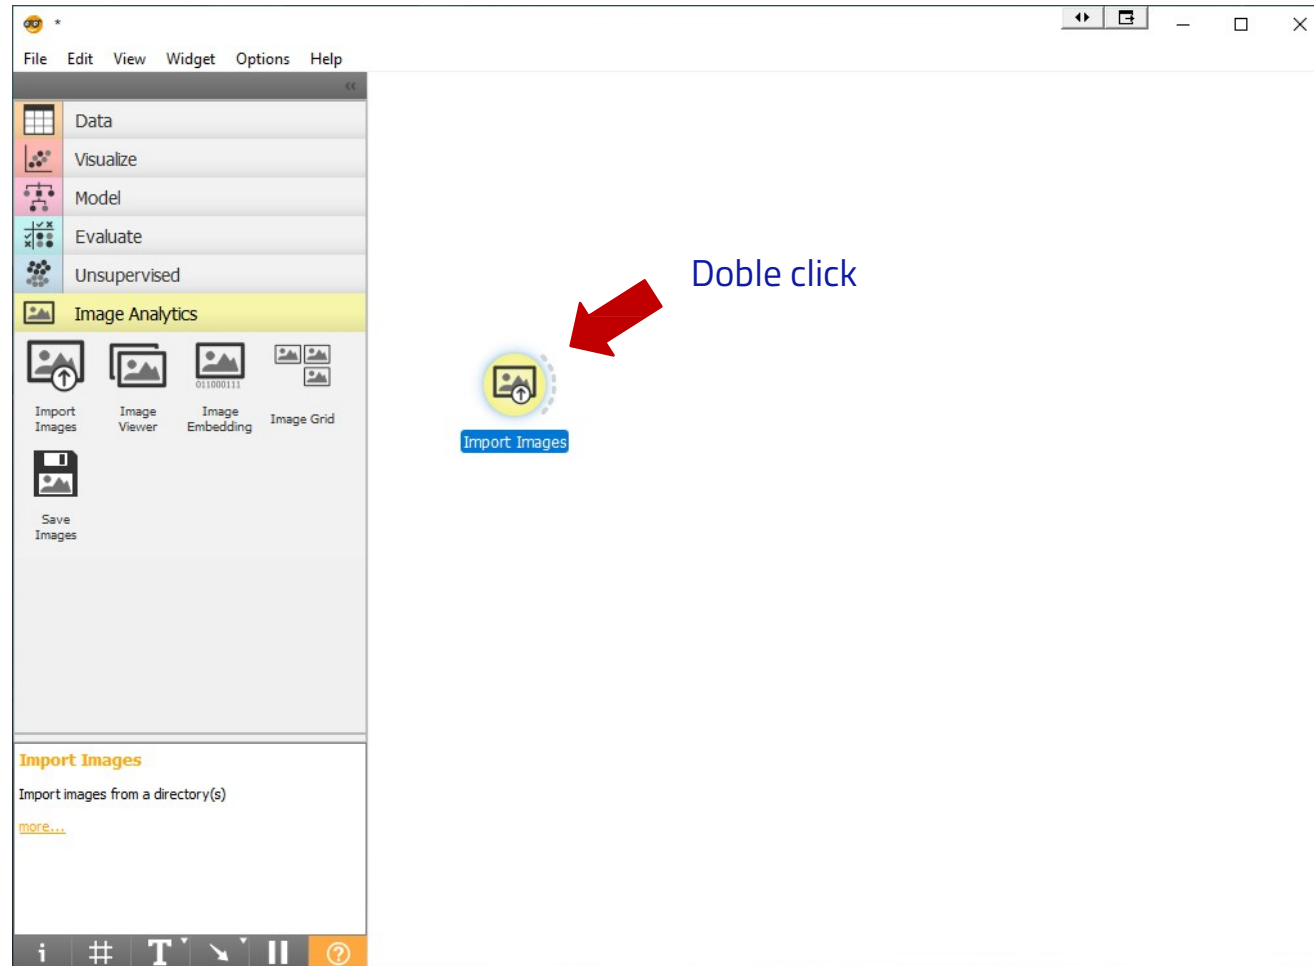 *
File Edit View Widget Options Help
Data
Visualize
Model
Evaluate
Unsupervised
Image Analytics
Import Images
Image Viewer
011000111
Image Embedding
Image Grid
Save Images
Doble click
Import Images
Import Images
Import images from a directory(s)
more...
i # T ?